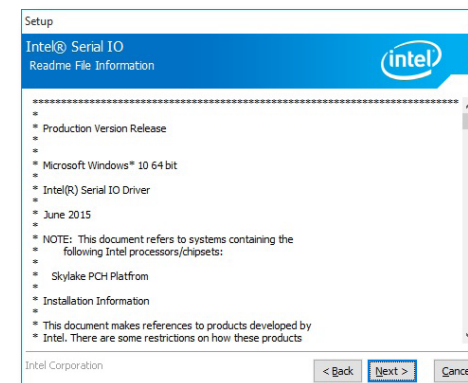 Setup
Intel® Serial IO
Readme File Information
intel
********************************************************************************
*
* Production Version Release
*
*
* Microsoft Windows* 10 64 bit
*
* Intel(R) Serial IO Driver
*
* June 2015
*
* NOTE: This document refers to systems containing the
* following Intel processors/chipsets:
*
* Skylake PCH Platfrom
*
* Installation Information
*
* This document makes references to products developed by
* Intel. There are some restrictions on how these products
Intel Corporation
< Back Next >